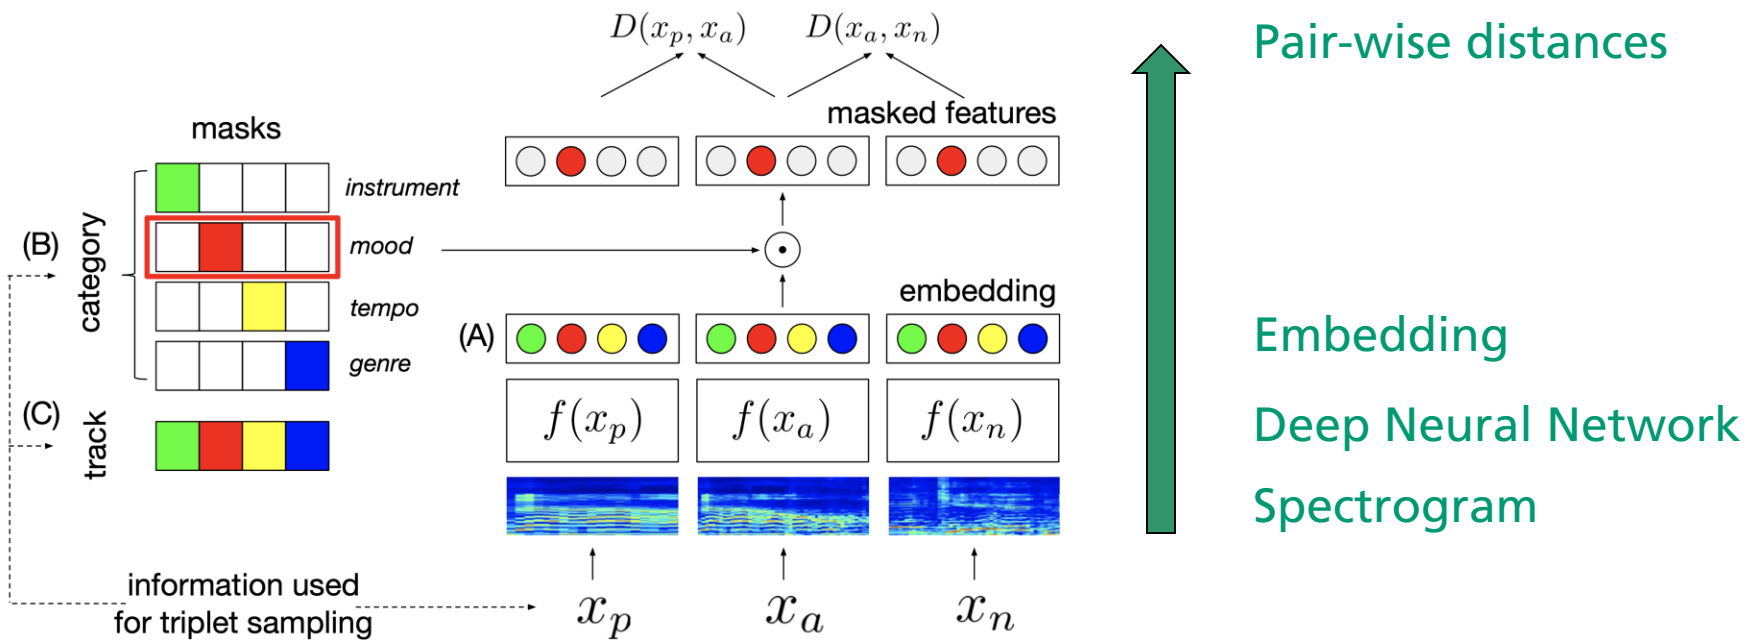 D(x_p, x_a)
D(x_a, x_n)
Pair-wise distances
masks
masked features
instrument
(B)
category
mood
tempo
genre
embedding
(A)
Embedding
(C)
track
f(x_p)
f(x_a)
f(x_n)
Deep Neural Network
Spectrogram
information used
for triplet sampling
x_p
x_a
x_n